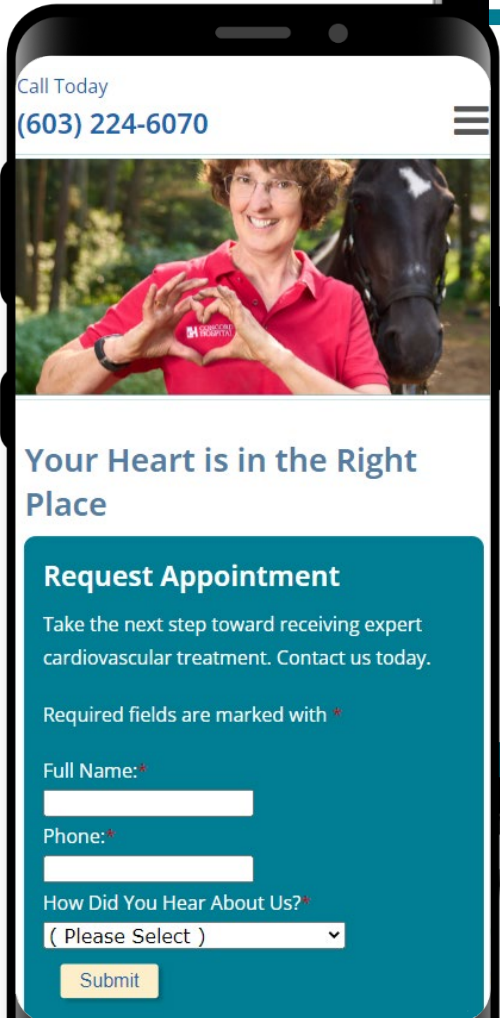 Call Today
(603) 224-6070
CONCORD
HOSPITAL
Your Heart is in the Right
Place
Request Appointment
Take the next step toward receiving expert
cardiovascular treatment. Contact us today.
Required fields are marked with *
Full Name:*
Phone:*
How Did You Hear About Us?*
( Please Select )
Submit